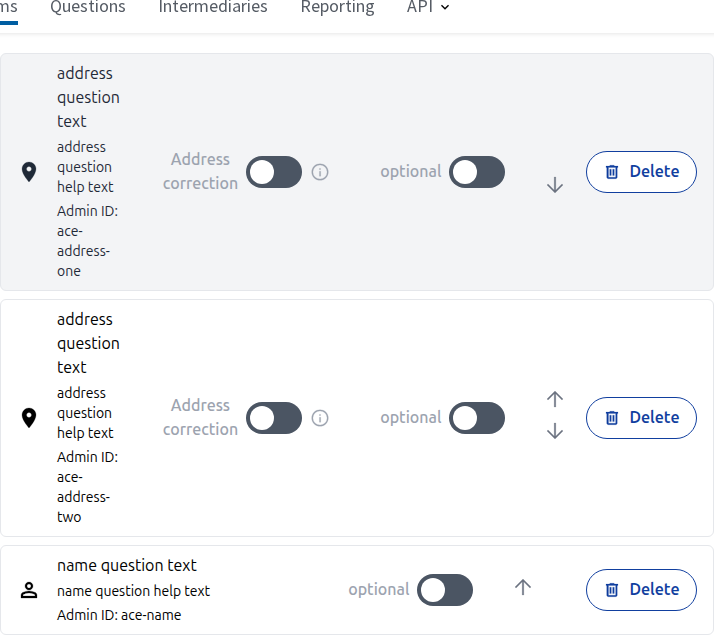 ms Questions Intermediaries Reporting API
address
question
text
address
question
help text
Admin ID:
ace-
address-
one
Address
correction
optional
Delete
address
question
text
address
question
help text
Admin ID:
ace-
address-
two
Address
correction
optional
Delete
name question text
name question help text
Admin ID: ace-name
optional
Delete